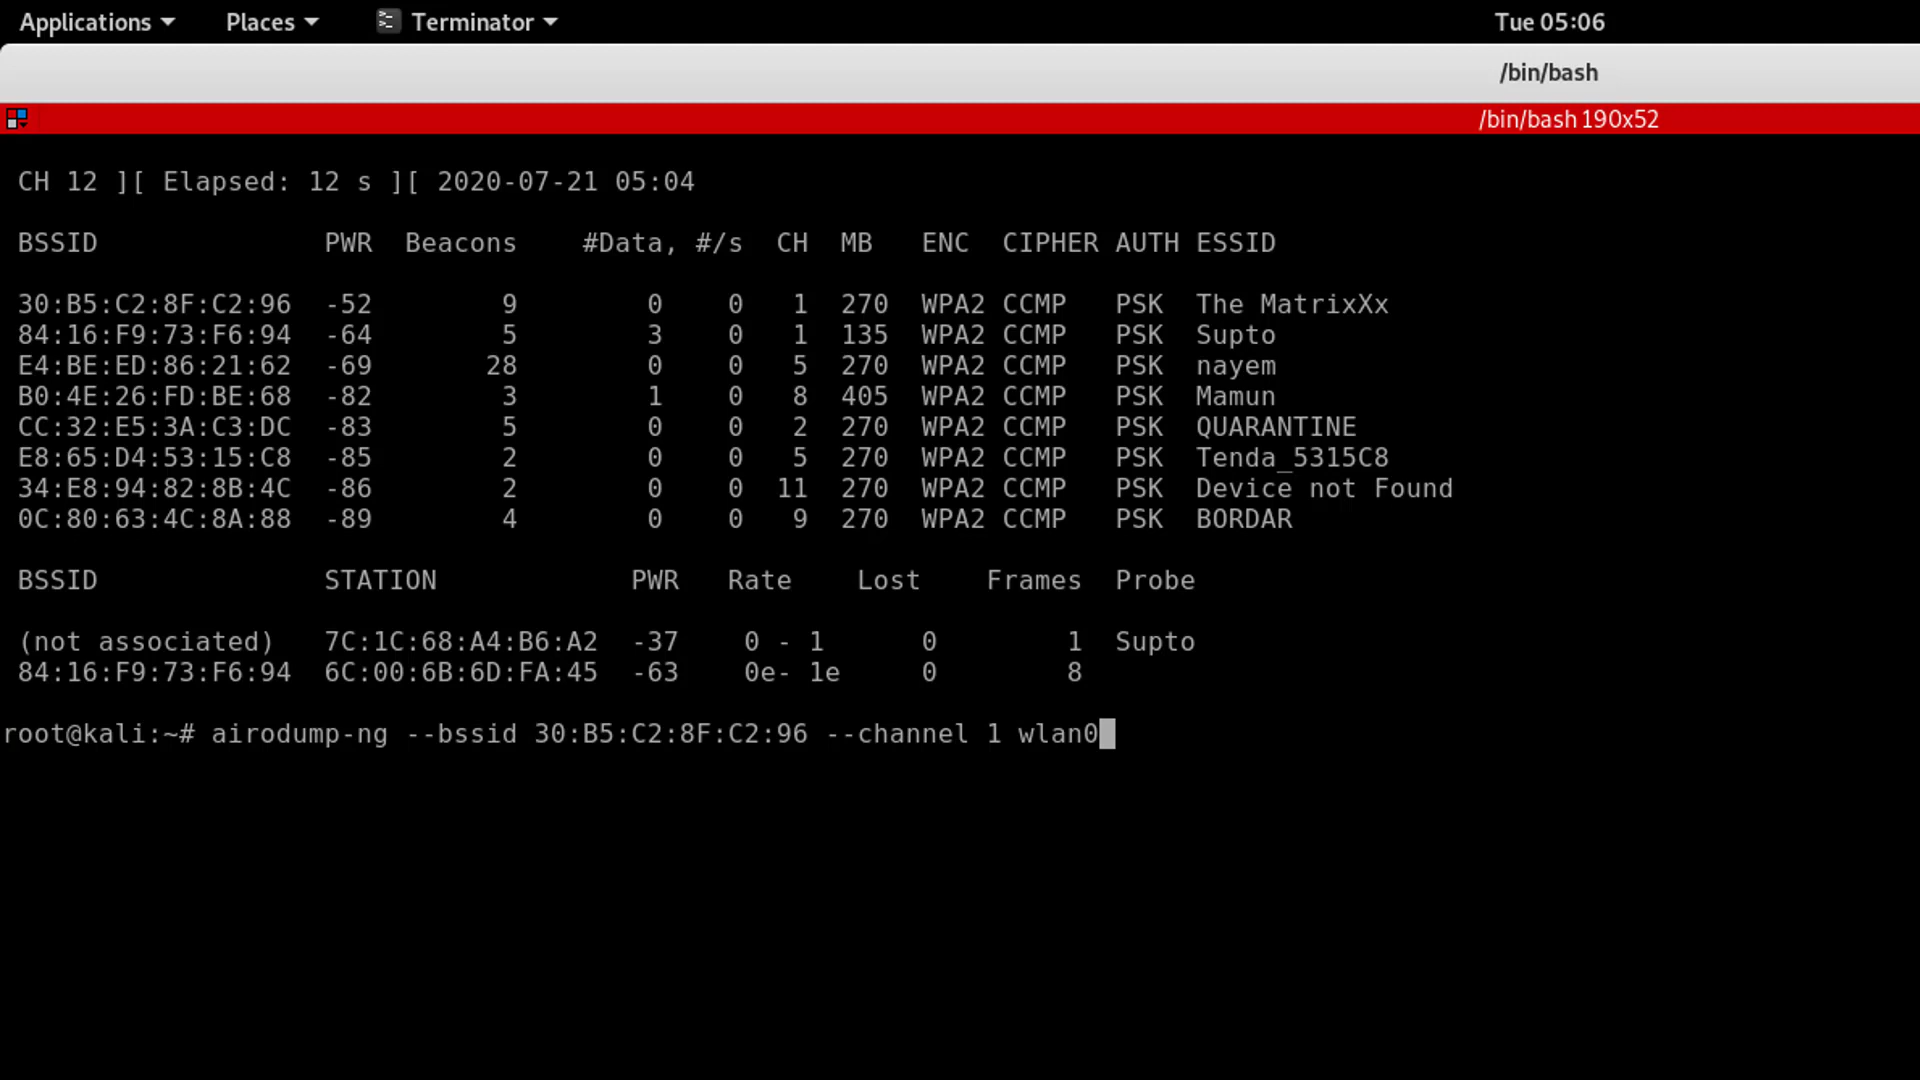 Applications Places Terminator Tue 05:06
/bin/bash
/bin/bash 190x52
CH 12 ][ Elapsed: 12 s ][ 2020-07-21 05:04
BSSID PWR Beacons #Data, #/s CH MB ENC CIPHER AUTH ESSID
30:B5:C2:8F:C2:96 -52 9 0 0 1 270 WPA2 CCMP PSK The MatrixXx
84:16:F9:73:F6:94 -64 5 3 0 1 135 WPA2 CCMP PSK Supto
E4:BE:ED:86:21:62 -69 28 0 0 5 270 WPA2 CCMP PSK nayem
B0:4E:26:FD:BE:68 -82 3 1 0 8 405 WPA2 CCMP PSK Mamun
CC:32:E5:3A:C3:DC -83 5 0 0 2 270 WPA2 CCMP PSK QUARANTINE
E8:65:D4:53:15:C8 -85 2 0 0 5 270 WPA2 CCMP PSK Tenda_5315C8
34:E8:94:82:8B:4C -86 2 0 0 11 270 WPA2 CCMP PSK Device not Found
0C:80:63:4C:8A:88 -89 4 0 0 9 270 WPA2 CCMP PSK BORDAR
BSSID STATION PWR Rate Lost Frames Probe
(not associated) 7C:1C:68:A4:B6:A2 -37 0 - 1 0 1 Supto
84:16:F9:73:F6:94 6C:00:6B:6D:FA:45 -63 0e- 1e 0 8
root@kali:~# airodump-ng --bssid 30:B5:C2:8F:C2:96 --channel 1 wlan0